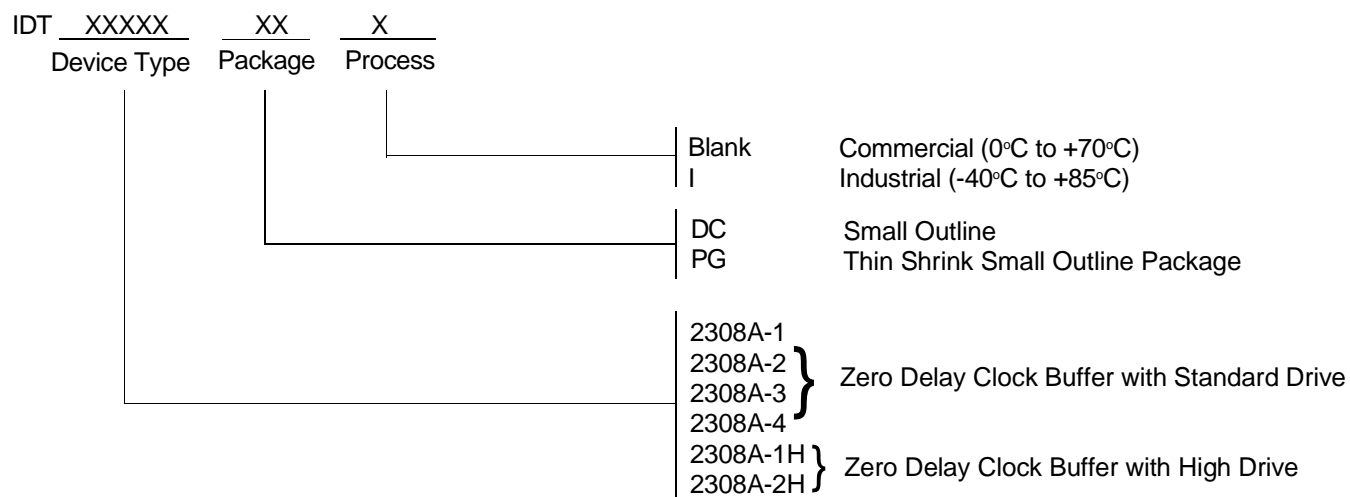 IDT XXXXX XX X
Device Type Package Process
Blank Commercial (0°C to +70°C)
I Industrial (-40°C to +85°C)
DC Small Outline
PG Thin Shrink Small Outline Package
2308A-1
2308A-2
2308A-3
2308A-4
} Zero Delay Clock Buffer with Standard Drive
2308A-1H
2308A-2H
} Zero Delay Clock Buffer with High Drive